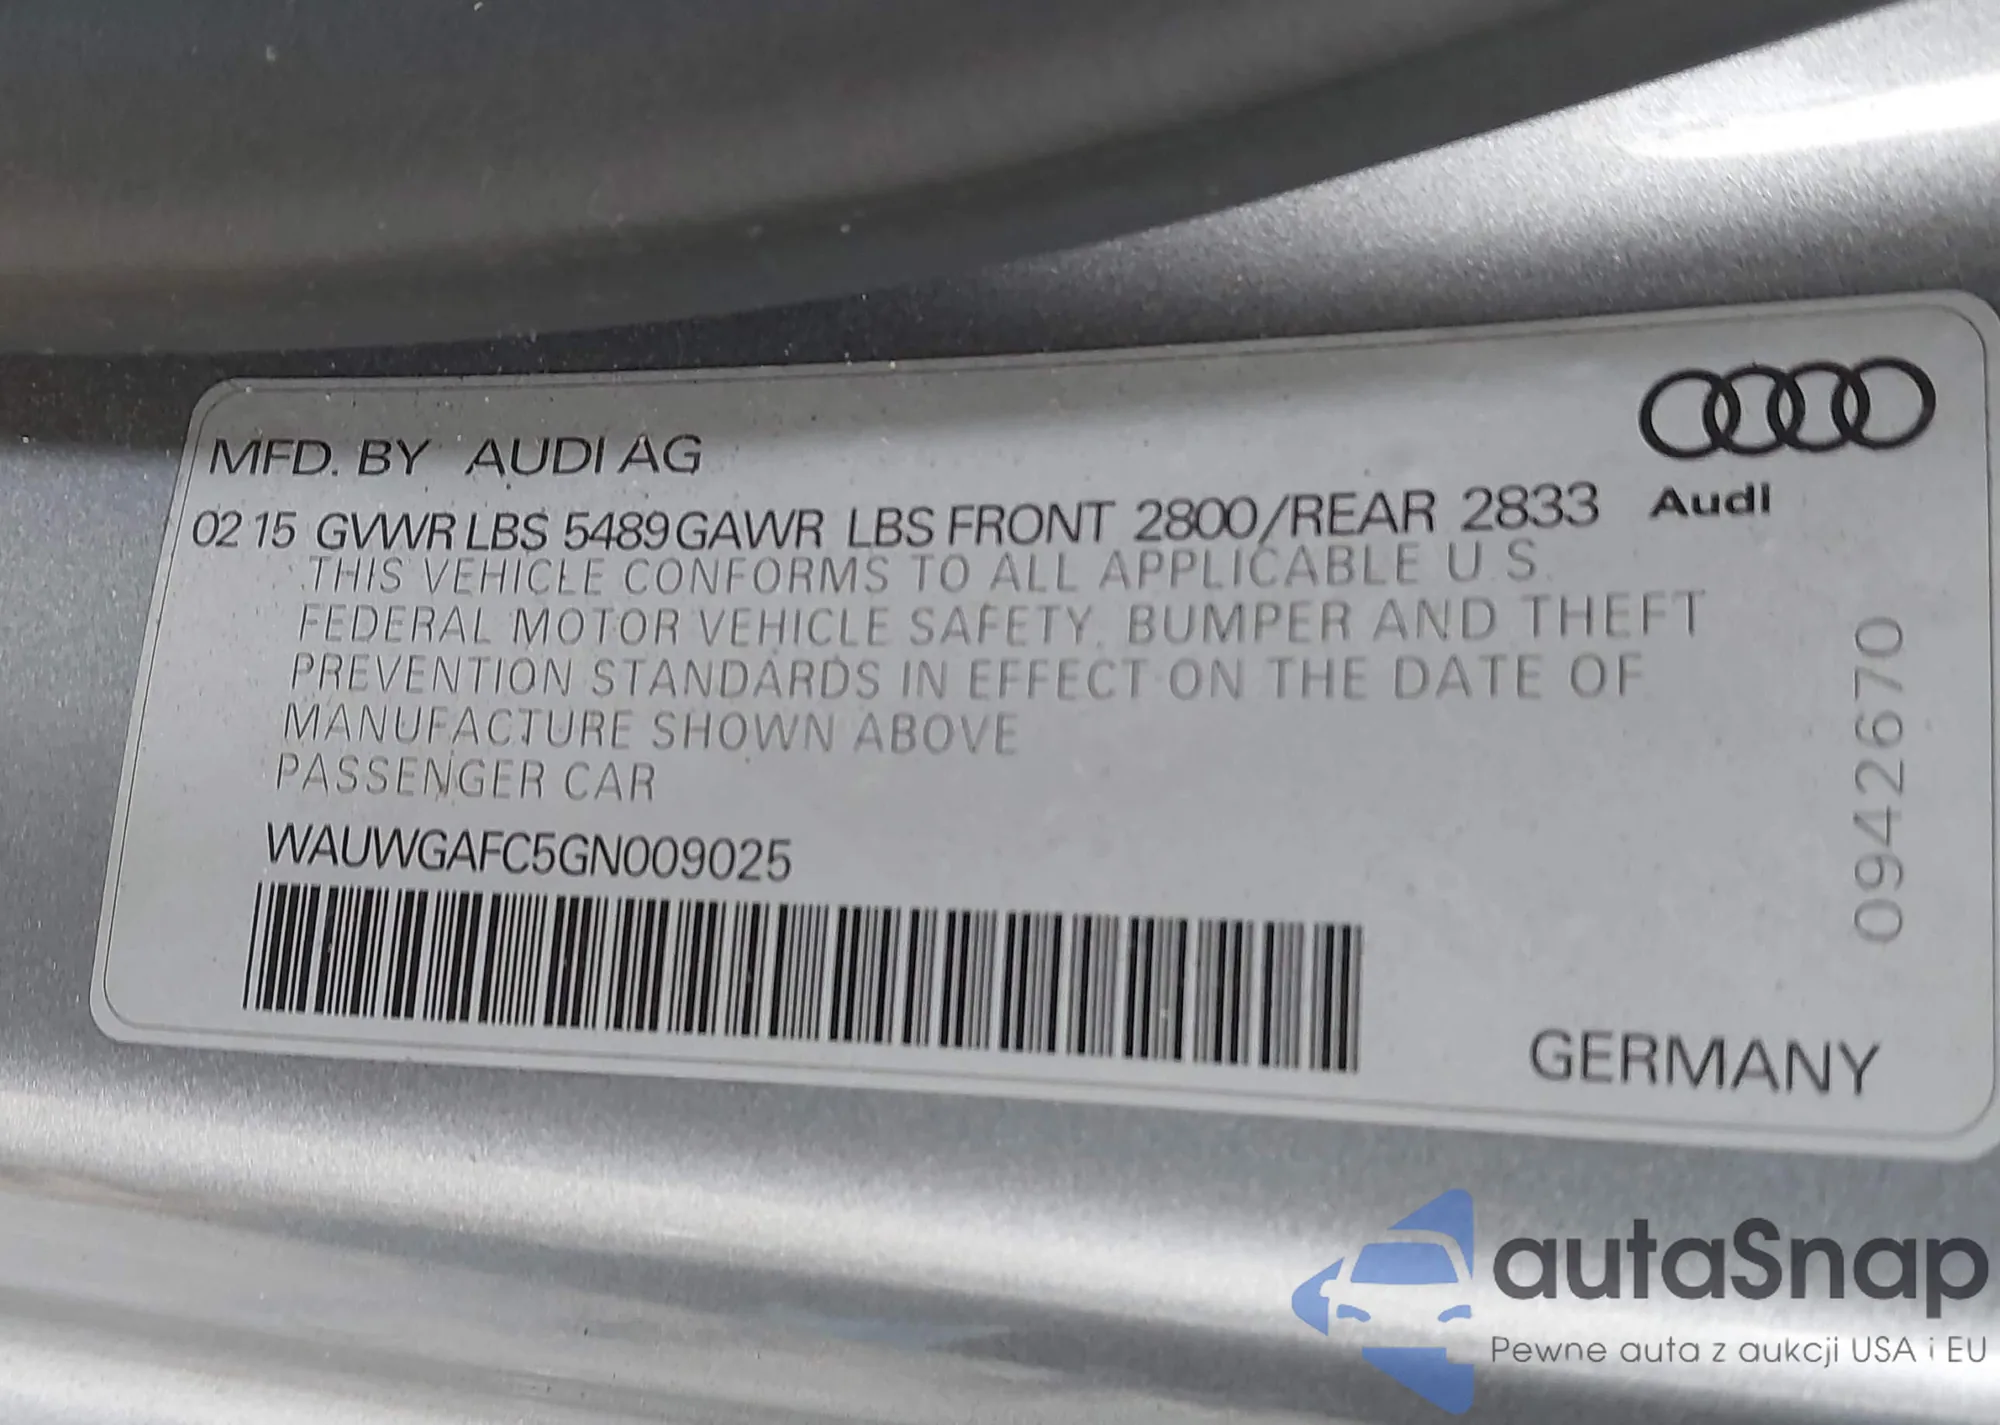 MFD. BY AUDI AG
02 15 GVWR LBS 5489 GAWR LBS FRONT 2800/REAR 2833
Audi
THIS VEHICLE CONFORMS TO ALL APPLICABLE U.S.
FEDERAL MOTOR VEHICLE SAFETY, BUMPER AND THEFT
PREVENTION STANDARDS IN EFFECT ON THE DATE OF
MANUFACTURE SHOWN ABOVE
PASSENGER CAR
WAUWGAFC5GN009025
0942670
GERMANY
autaSnap
Pewne auta z aukcji USA i EU